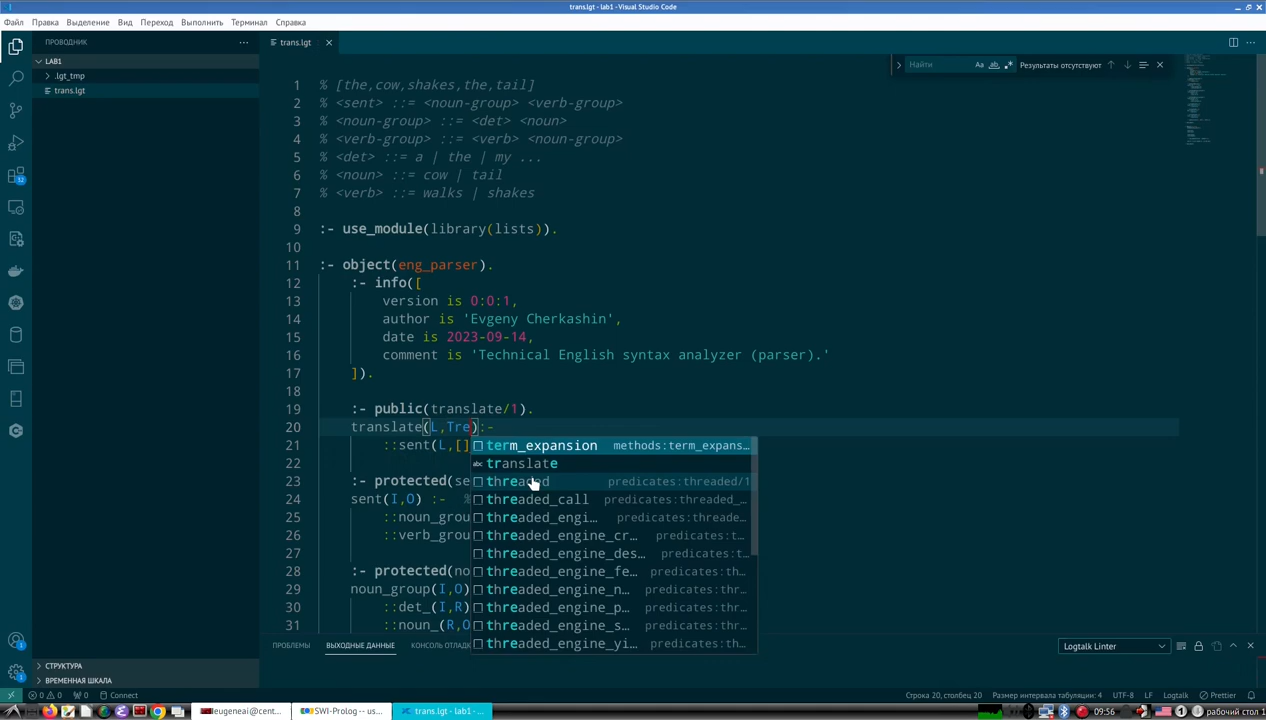 trans.lgt - lab1 - Visual Studio Code
Файл Правка Выделение Вид Переход Выполнить Терминал Справка
ПРОВОДНИК ...
trans.lgt
LAB1
.lgt_tmp
trans.lgt
Найти Результаты отсутствуют
1 % [the,cow,shakes,the,tail]
2 % <sent> ::= <noun-group> <verb-group>
3 % <noun-group> ::= <det> <noun>
4 % <verb-group> ::= <verb> <noun-group>
5 % <det> ::= a | the | my ...
6 % <noun> ::= cow | tail
7 % <verb> ::= walks | shakes
8
9 :- use_module(library(lists)).
10
11 :- object(eng_parser).
12 :- info([
13 version is 0:0:1,
14 author is 'Evgeny Cherkashin',
15 date is 2023-09-14,
16 comment is 'Technical English syntax analyzer (parser).'
17 ]).
18
19 :- public(translate/1).
20 translate(L,Tre):-
21 ::sent(L,[]
22
23 :- protected(se
24 sent(I,O) :- %
25 ::noun_grou
26 ::verb_grou
27
28 :- protected(no
29 noun_group(I,O)
30 ::det_(I,R)
31 ::noun_(R,O
term_expansion methods:term_expans...
translate
threaded predicates:threaded/1
threaded_call predicates:threaded_...
threaded_engi... predicates:threade...
threaded_engine_cr... predicates:t...
threaded_engine_des... predicates:t...
threaded_engine_fe... predicates:th...
threaded_engine_n... predicates:thr...
threaded_engine_p... predicates:thr...
threaded_engine_s... predicates:thr...
threaded_engine_yi... predicates:th...
ПРОБЛЕМЫ ВЫХОДНЫЕ ДАННЫЕ КОНСОЛЬ ОТЛАД
Logtalk Linter
СТРУКТУРА
ВРЕМЕННАЯ ШКАЛА
0 0 0 Connect
Строка 20, столбец 20 Размер интервала табуляции: 4 UTF-8 LF Logtalk Prettier
eugeneai@cent... SWI-Prolog -- us... trans.lgt - lab1 -...
09:56 рабочий стол 1